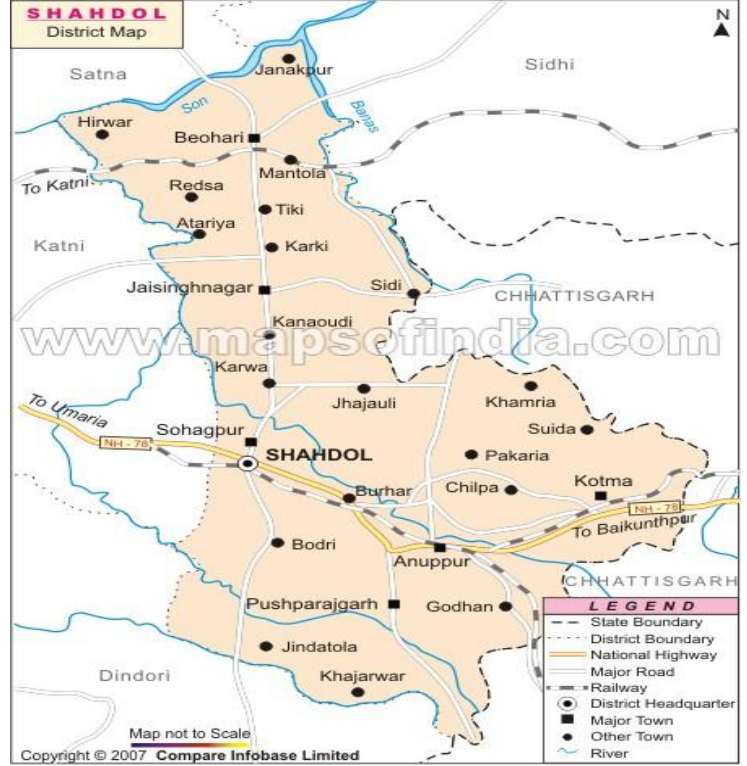 SHAHDOL
District Map
N
Satna
Sidhi
Janakpur
Son
Banas
Hirwar
Beohari
Mantola
To Katni
Redsa
Tiki
Atariya
Katni
Karki
Jaisinghnagar
Sidi
CHHATTISGARH
Kanaoudi
www.mapsofindia.com
Karwa
Jhajauli
Khamria
To Umaria
Sohagpur
Suida
NH - 78
SHAHDOL
Pakaria
Burhar
Chilpa
Kotma
NH - 78
To Baikunthpur
Bodri
Anuppur
CHHATTISGARH
Pushparajgarh
Godhan
Jindatola
Dindori
Khajarwar
LEGEND
State Boundary
District Boundary
National Highway
Major Road
Railway
District Headquarter
Major Town
Other Town
River
Map not to Scale
Copyright © 2007 Compare Infobase Limited